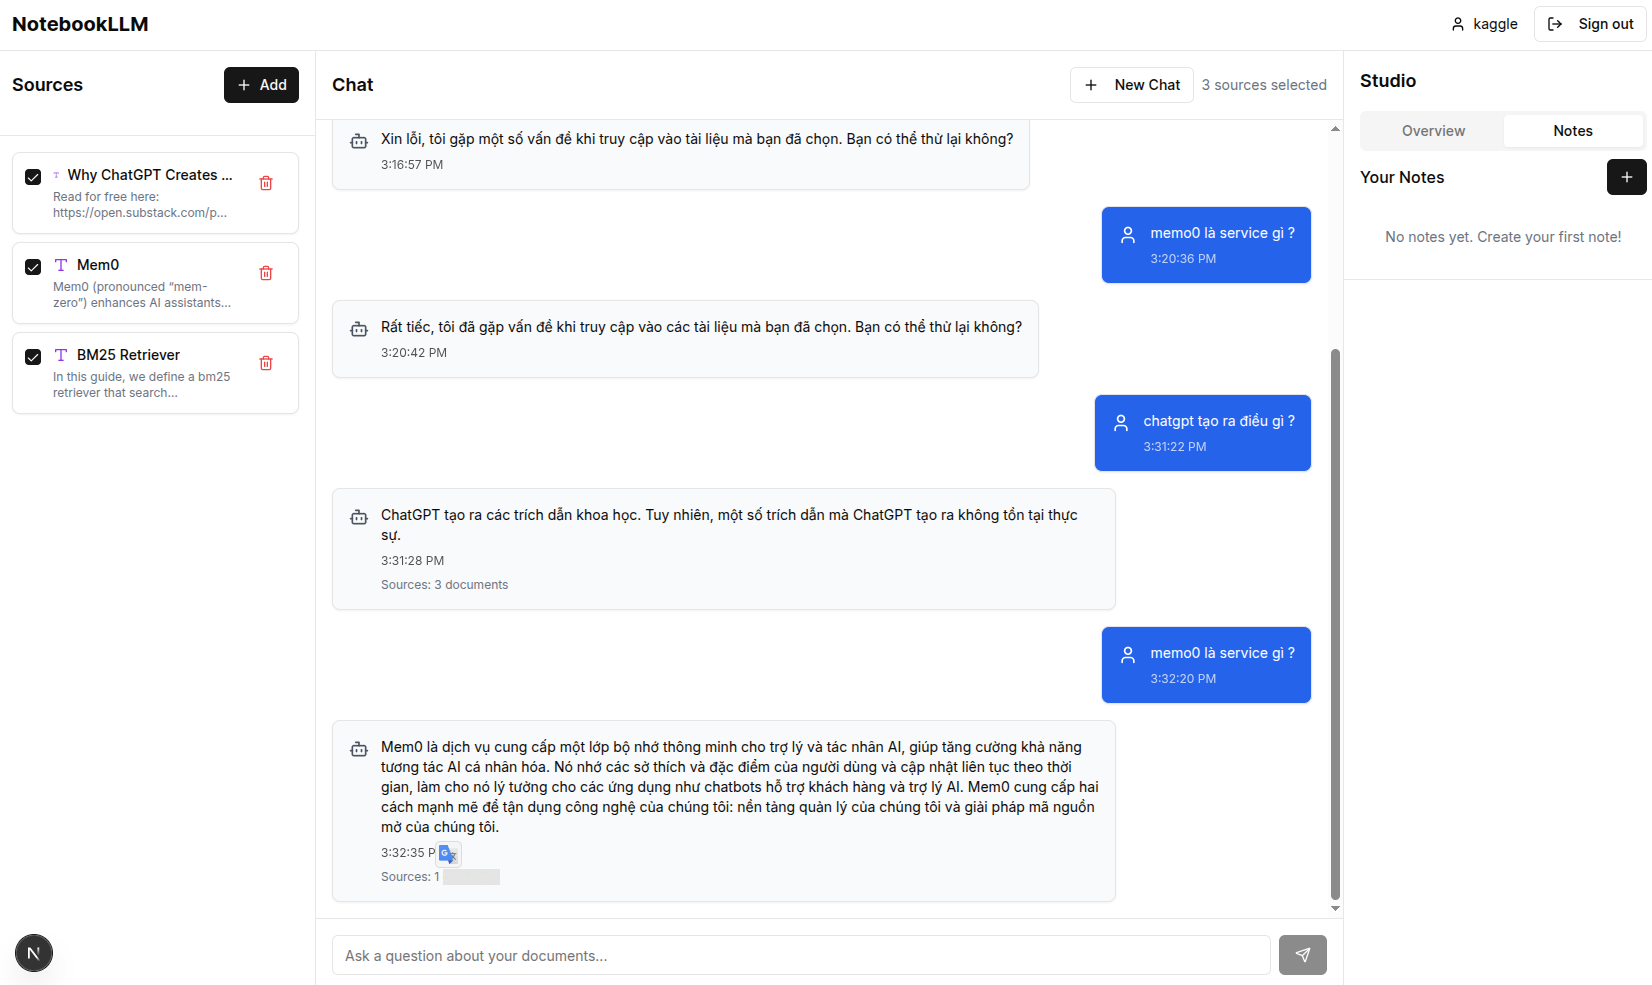 NotebookLLM
kaggle
Sign out
Sources
Add
Why ChatGPT Creates ...
Read for free here:
https://open.substack.com/p...
Mem0
Mem0 (pronounced “mem-
zero”) enhances AI assistants...
BM25 Retriever
In this guide, we define a bm25
retriever that search...
Chat
New Chat
3 sources selected
Xin lỗi, tôi gặp một số vấn đề khi truy cập vào tài liệu mà bạn đã chọn. Bạn có thể thử lại không?
3:16:57 PM
memo0 là service gì ?
3:20:36 PM
Rất tiếc, tôi đã gặp vấn đề khi truy cập vào các tài liệu mà bạn đã chọn. Bạn có thể thử lại không?
3:20:42 PM
chatgpt tạo ra điều gì ?
3:31:22 PM
ChatGPT tạo ra các trích dẫn khoa học. Tuy nhiên, một số trích dẫn mà ChatGPT tạo ra không tồn tại thực
sự.
3:31:28 PM
Sources: 3 documents
memo0 là service gì ?
3:32:20 PM
Mem0 là dịch vụ cung cấp một lớp bộ nhớ thông minh cho trợ lý và tác nhân AI, giúp tăng cường khả năng
tương tác AI cá nhân hóa. Nó nhớ các sở thích và đặc điểm của người dùng và cập nhật liên tục theo thời
gian, làm cho nó lý tưởng cho các ứng dụng như chatbots hỗ trợ khách hàng và trợ lý AI. Mem0 cung cấp hai
cách mạnh mẽ để tận dụng công nghệ của chúng tôi: nền tảng quản lý của chúng tôi và giải pháp mã nguồn
mở của chúng tôi.
3:32:35 P
Sources: 1
Ask a question about your documents...
Studio
Overview
Notes
Your Notes
No notes yet. Create your first note!